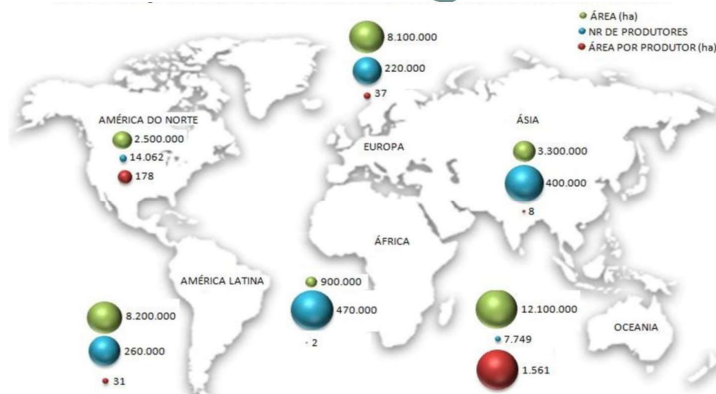 ÁREA (ha)
NR DE PRODUTORES
ÁREA POR PRODUTOR (ha)
8.100.000
220.000
37
EUROPA
AMÉRICA DO NORTE
2.500.000
14.062
178
ÁSIA
3.300.000
400.000
8
ÁFRICA
900.000
470.000
2
AMÉRICA LATINA
8.200.000
260.000
31
OCEANIA
12.100.000
7.749
1.561